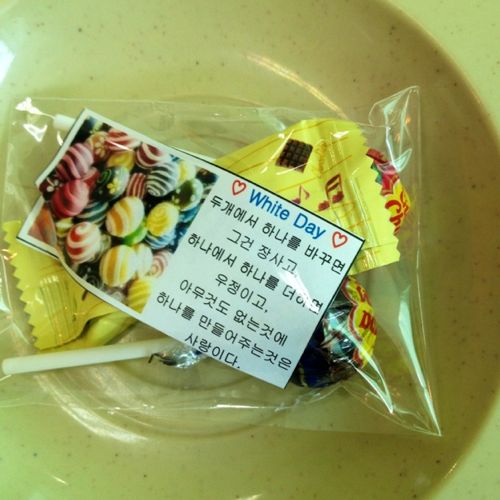 ♡ White Day ♡
두개에서 하나를 바꾸면
그건 장사고,
하나에서 하나를 더하면
우정이고,
아무것도 없는것에
하나를 만들어주는것은
사랑이다.